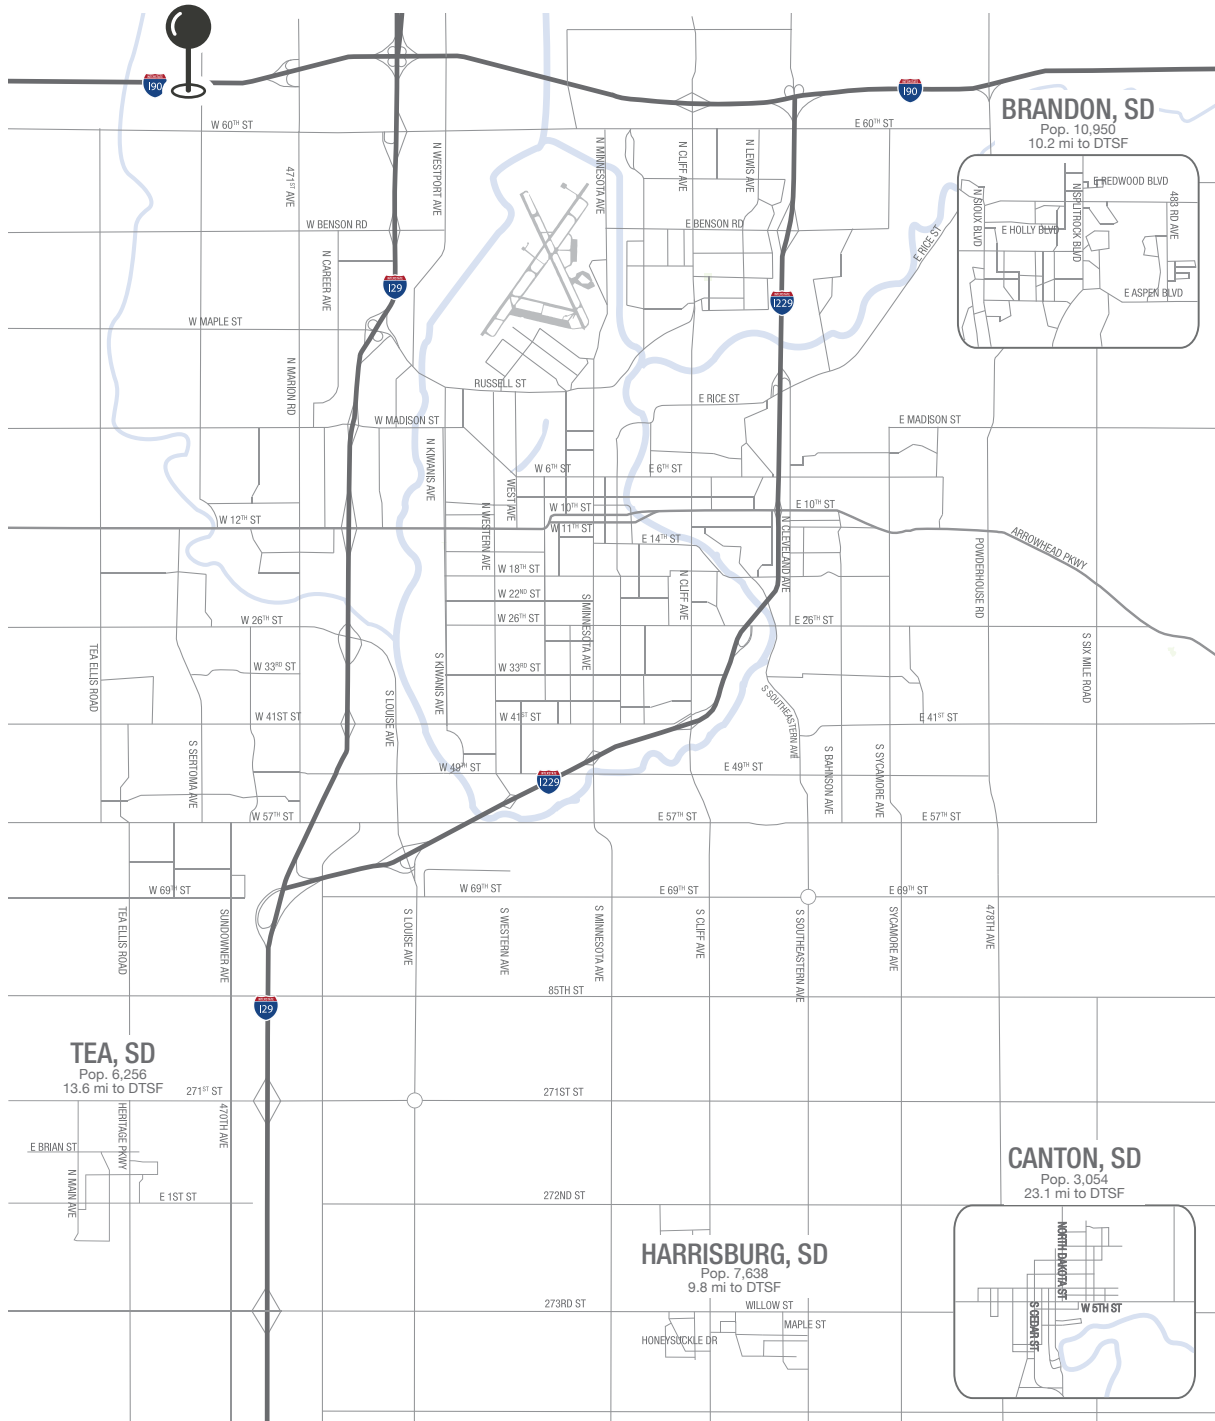 I90
I90
BRANDON, SD
Pop. 10,950
10.2 mi to DTSF
W 60TH ST
E 60TH ST
N WESTPORT AVE
N MINNESOTA AVE
N CLIFF AVE
N LEWIS AVE
471ST AVE
E REDWOOD BLVD
N SIOUX BLVD
N SPLITROCK BLVD
483 RD AVE
E HOLLY BLVD
E ASPEN BLVD
W BENSON RD
E BENSON RD
E RICE ST
N CAREER AVE
I29
I229
W MAPLE ST
N MARION RD
RUSSELL ST
E RICE ST
W MADISON ST
E MADISON ST
N KIWANIS AVE
W 6TH ST
E 6TH ST
WEST AVE
N WESTERN AVE
W 10TH ST
E 10TH ST
W 12TH ST
W 11TH ST
E 14TH ST
N CLEVELAND AVE
ARROWHEAD PKWY
POWDERHOUSE RD
W 18TH ST
N CLIFF AVE
W 22ND ST
S MINNESOTA AVE
W 26TH ST
W 26TH ST
E 26TH ST
S SIX MILE ROAD
TEA ELLIS ROAD
W 33RD ST
S KIWANIS AVE
W 33RD ST
S LOUISE AVE
S SOUTHEASTERN AVE
W 41ST ST
W 41ST ST
E 41ST ST
S SERTOMA AVE
S BAHNSON AVE
S SYCAMORE AVE
W 49TH ST
E 49TH ST
I229
W 57TH ST
E 57TH ST
E 57TH ST
W 69TH ST
W 69TH ST
E 69TH ST
E 69TH ST
TEA ELLIS ROAD
SUNDOWNER AVE
S LOUISE AVE
S WESTERN AVE
S MINNESOTA AVE
S CLIFF AVE
S SOUTHEASTERN AVE
SYCAMORE AVE
478TH AVE
85TH ST
I29
TEA, SD
Pop. 6,256
13.6 mi to DTSF
271ST ST
271ST ST
HERITAGE PKWY
470TH AVE
E BRIAN ST
N MAIN AVE
E 1ST ST
272ND ST
CANTON, SD
Pop. 3,054
23.1 mi to DTSF
NORTH DAKOTA ST
W 5TH ST
S CEDAR ST
HARRISBURG, SD
Pop. 7,638
9.8 mi to DTSF
273RD ST
WILLOW ST
MAPLE ST
HONEYSUCKLE DR